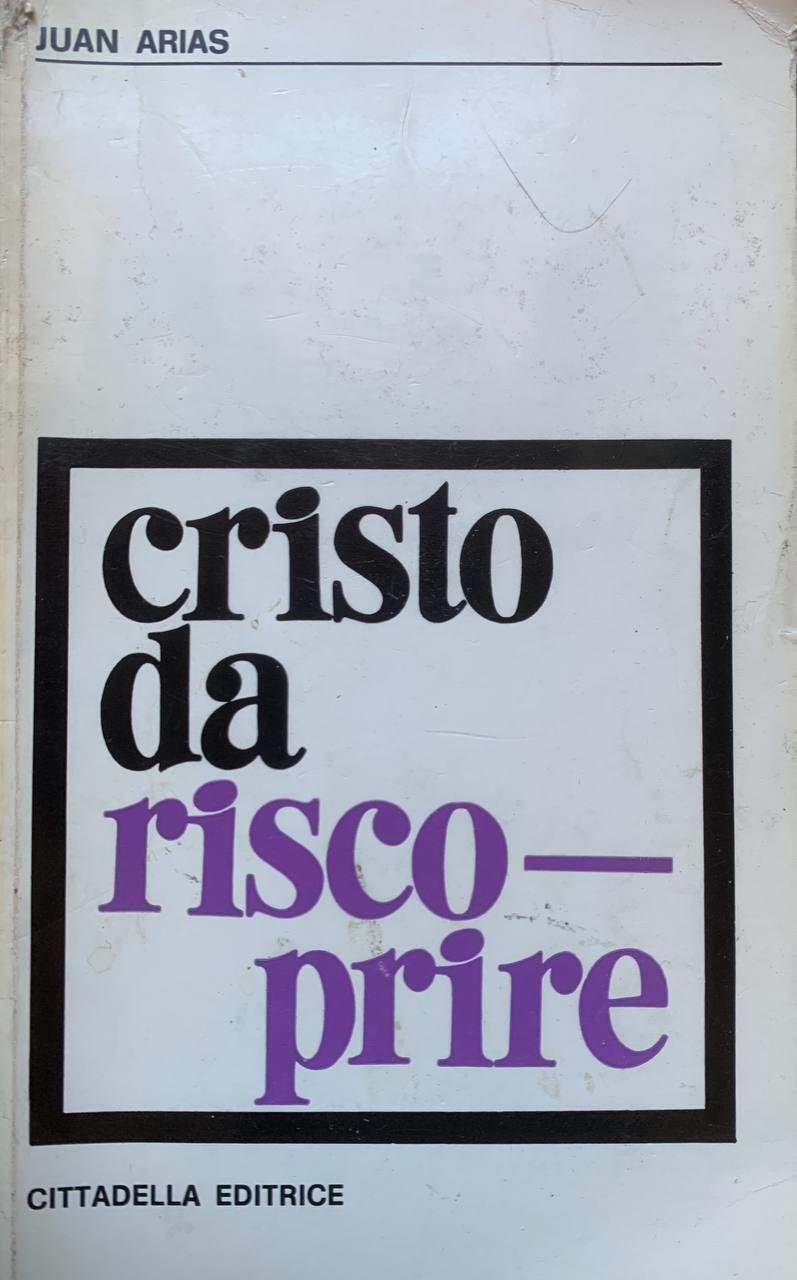 JUAN ARIAS
cristo
da
risco—
prire
CITTADELLA EDITRICE